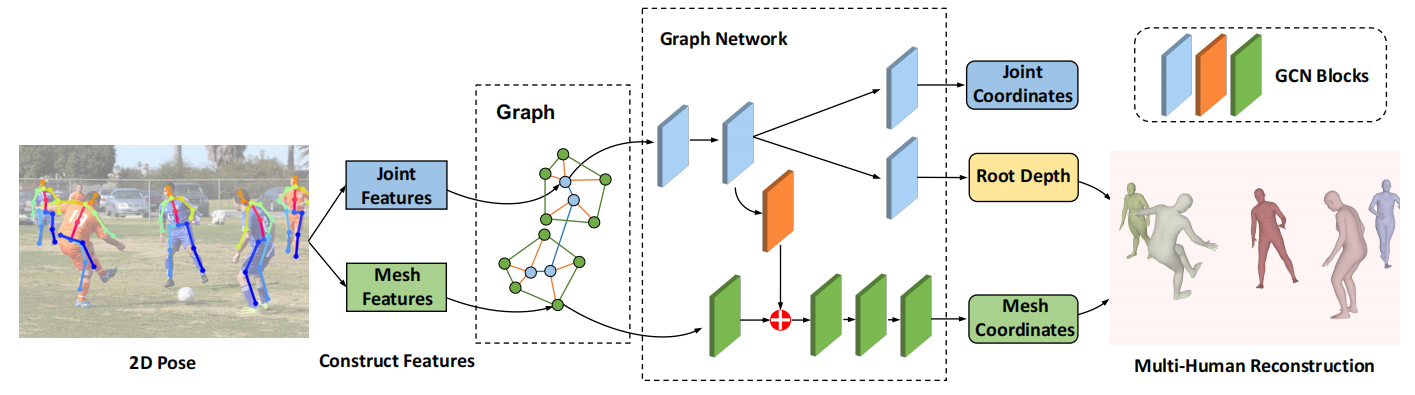 Graph Network
GCN Blocks
Graph
Joint
Coordinates
Joint
Features
Root Depth
Mesh
Features
Mesh
Coordinates
2D Pose
Construct Features
Multi-Human Reconstruction